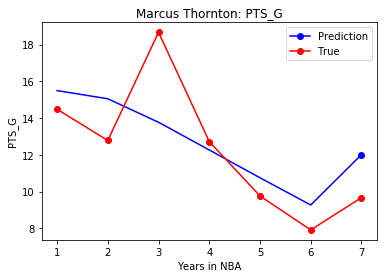 Marcus Thornton: PTS_G
Prediction
True
PTS_G
18
16
14
12
10
8
1 2 3 4 5 6 7
Years in NBA